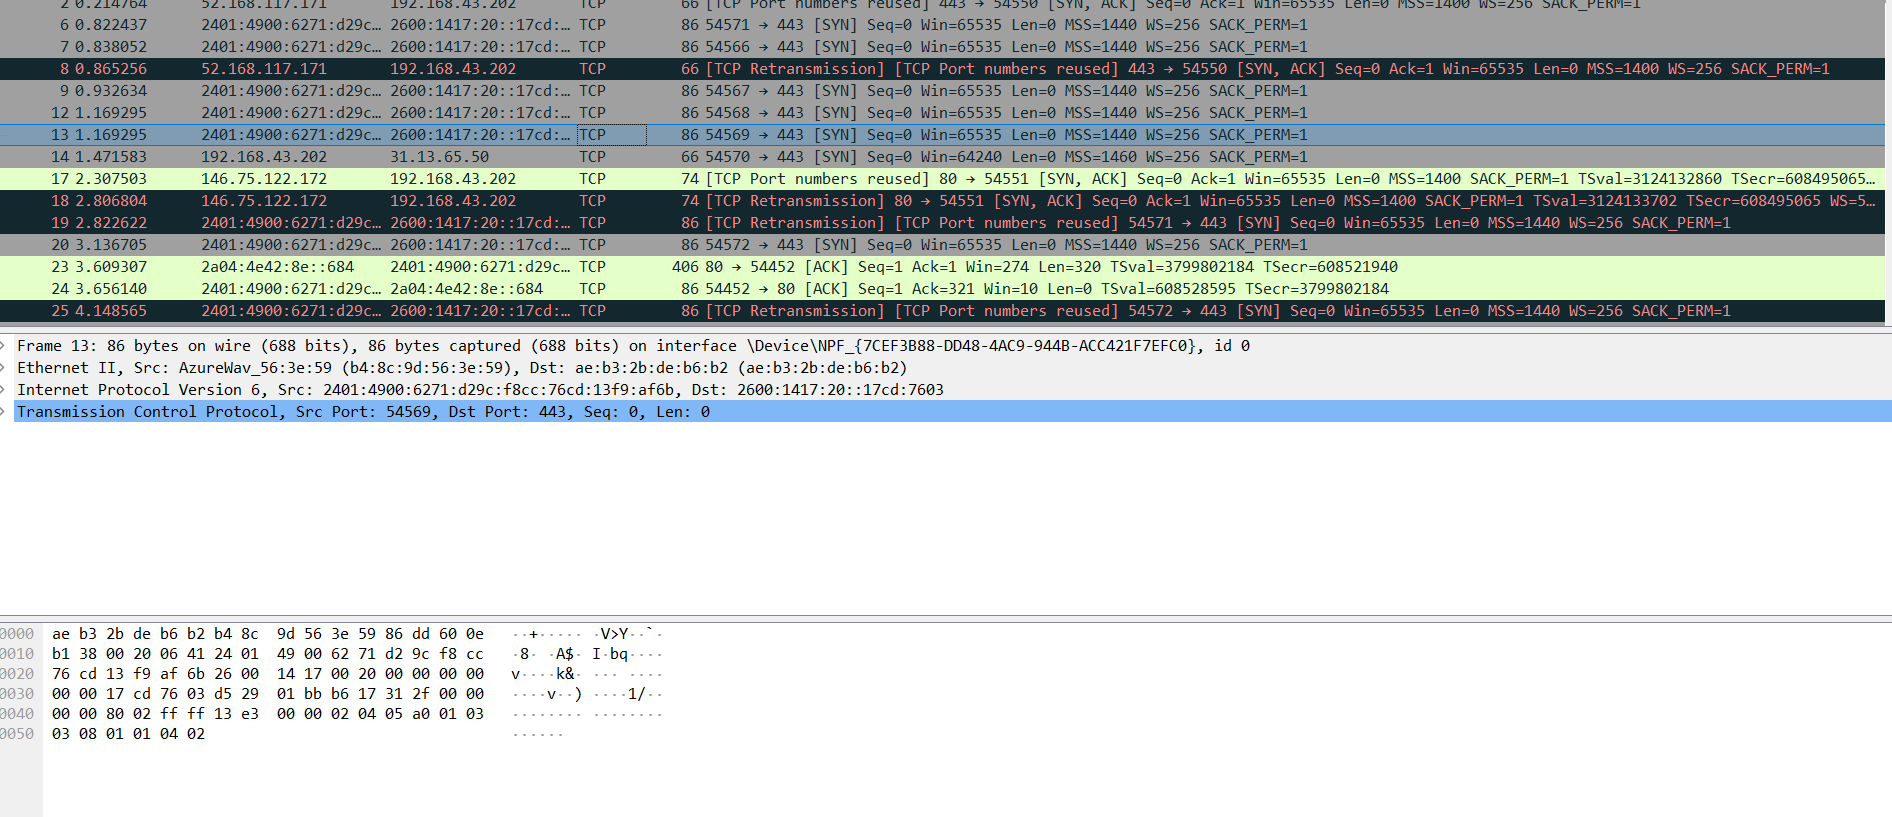 2 0.214764 52.168.117.171 192.168.43.202 TCP 66 [TCP Port numbers reused] 443 → 54550 [SYN, ACK] Seq=0 Ack=1 Win=65535 Len=0 MSS=1400 WS=256 SACK_PERM=1
6 0.822437 2401:4900:6271:d29c… 2600:1417:20::17cd:… TCP 86 54571 → 443 [SYN] Seq=0 Win=65535 Len=0 MSS=1440 WS=256 SACK_PERM=1
7 0.838052 2401:4900:6271:d29c… 2600:1417:20::17cd:… TCP 86 54566 → 443 [SYN] Seq=0 Win=65535 Len=0 MSS=1440 WS=256 SACK_PERM=1
8 0.865256 52.168.117.171 192.168.43.202 TCP 66 [TCP Retransmission] [TCP Port numbers reused] 443 → 54550 [SYN, ACK] Seq=0 Ack=1 Win=65535 Len=0 MSS=1400 WS=256 SACK_PERM=1
9 0.932634 2401:4900:6271:d29c… 2600:1417:20::17cd:… TCP 86 54567 → 443 [SYN] Seq=0 Win=65535 Len=0 MSS=1440 WS=256 SACK_PERM=1
12 1.169295 2401:4900:6271:d29c… 2600:1417:20::17cd:… TCP 86 54568 → 443 [SYN] Seq=0 Win=65535 Len=0 MSS=1440 WS=256 SACK_PERM=1
13 1.169295 2401:4900:6271:d29c… 2600:1417:20::17cd:… TCP 86 54569 → 443 [SYN] Seq=0 Win=65535 Len=0 MSS=1440 WS=256 SACK_PERM=1
14 1.471583 192.168.43.202 31.13.65.50 TCP 66 54570 → 443 [SYN] Seq=0 Win=64240 Len=0 MSS=1460 WS=256 SACK_PERM=1
17 2.307503 146.75.122.172 192.168.43.202 TCP 74 [TCP Port numbers reused] 80 → 54551 [SYN, ACK] Seq=0 Ack=1 Win=65535 Len=0 MSS=1400 SACK_PERM=1 TSval=3124132860 TSecr=608495065…
18 2.806804 146.75.122.172 192.168.43.202 TCP 74 [TCP Retransmission] 80 → 54551 [SYN, ACK] Seq=0 Ack=1 Win=65535 Len=0 MSS=1400 SACK_PERM=1 TSval=3124133702 TSecr=608495065 WS=5…
19 2.822622 2401:4900:6271:d29c… 2600:1417:20::17cd:… TCP 86 [TCP Retransmission] [TCP Port numbers reused] 54571 → 443 [SYN] Seq=0 Win=65535 Len=0 MSS=1440 WS=256 SACK_PERM=1
20 3.136705 2401:4900:6271:d29c… 2600:1417:20::17cd:… TCP 86 54572 → 443 [SYN] Seq=0 Win=65535 Len=0 MSS=1440 WS=256 SACK_PERM=1
23 3.609307 2a04:4e42:8e::684 2401:4900:6271:d29c… TCP 406 80 → 54452 [ACK] Seq=1 Ack=1 Win=274 Len=320 TSval=3799802184 TSecr=608521940
24 3.656140 2401:4900:6271:d29c… 2a04:4e42:8e::684 TCP 86 54452 → 80 [ACK] Seq=1 Ack=321 Win=10 Len=0 TSval=608528595 TSecr=3799802184
25 4.148565 2401:4900:6271:d29c… 2600:1417:20::17cd:… TCP 86 [TCP Retransmission] [TCP Port numbers reused] 54572 → 443 [SYN] Seq=0 Win=65535 Len=0 MSS=1440 WS=256 SACK_PERM=1
Frame 13: 86 bytes on wire (688 bits), 86 bytes captured (688 bits) on interface \Device\NPF_{7CEF3B88-DD48-4AC9-944B-ACC421F7EFC0}, id 0
Ethernet II, Src: AzureWav_56:3e:59 (b4:8c:9d:56:3e:59), Dst: ae:b3:2b:de:b6:b2 (ae:b3:2b:de:b6:b2)
Internet Protocol Version 6, Src: 2401:4900:6271:d29c:f8cc:76cd:13f9:af6b, Dst: 2600:1417:20::17cd:7603
Transmission Control Protocol, Src Port: 54569, Dst Port: 443, Seq: 0, Len: 0
0000 ae b3 2b de b6 b2 b4 8c 9d 56 3e 59 86 dd 60 0e ··+····· ·V>Y··`·
0010 b1 38 00 20 06 41 24 01 49 00 62 71 d2 9c f8 cc ·8· ·A$· I·bq····
0020 76 cd 13 f9 af 6b 26 00 14 17 00 20 00 00 00 00 v····k&· ··· ····
0030 00 00 17 cd 76 03 d5 29 01 bb b6 17 31 2f 00 00 ····v··) ····1/··
0040 00 00 80 02 ff ff 13 e3 00 00 02 04 05 a0 01 03 ········ ········
0050 03 08 01 01 04 02 ······